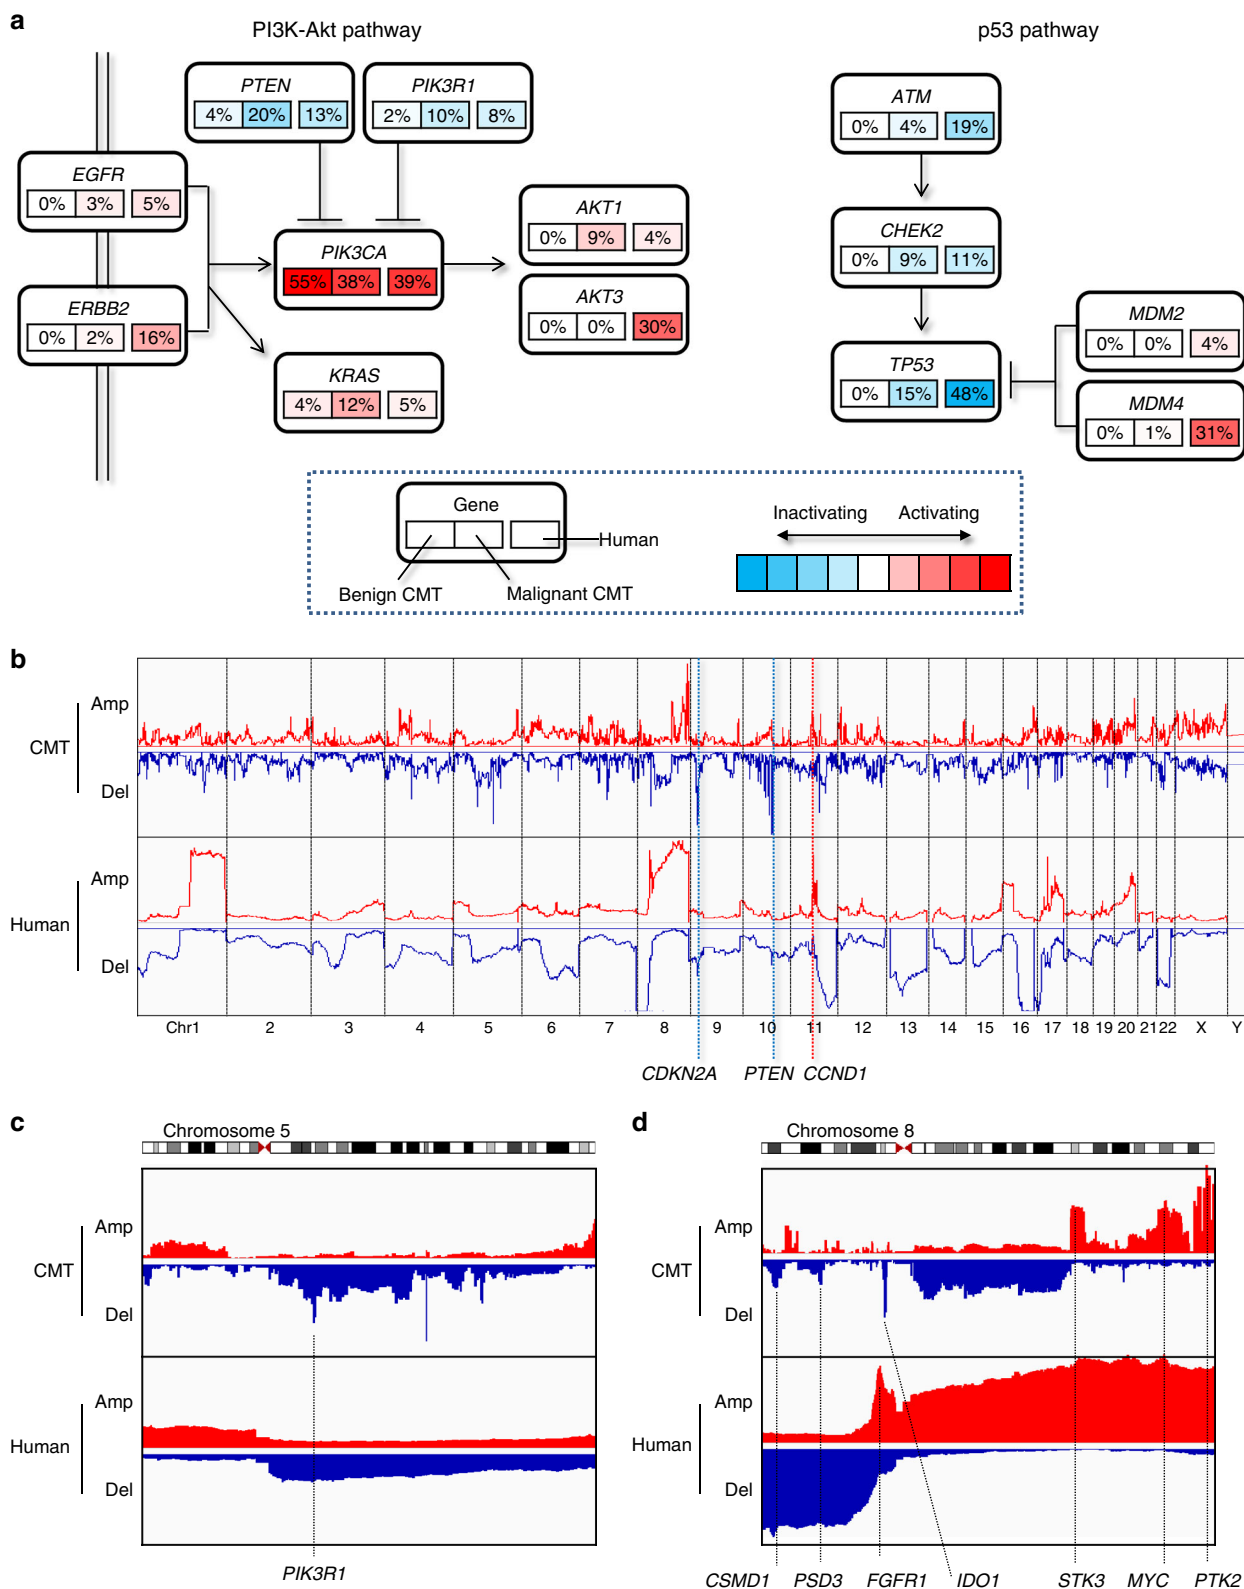 a
PI3K-Akt pathway
p53 pathway
PTEN
4% 20% 13%
PIK3R1
2% 10% 8%
ATM
0% 4% 19%
EGFR
0% 3% 5%
AKT1
0% 9% 4%
CHEK2
0% 9% 11%
PIK3CA
55% 38% 39%
AKT3
0% 0% 30%
ERBB2
0% 2% 16%
MDM2
0% 0% 4%
KRAS
4% 12% 5%
TP53
0% 15% 48%
MDM4
0% 1% 31%
Gene
Human
Benign CMT
Malignant CMT
Inactivating Activating
b
Amp
CMT
Del
Amp
Human
Del
Chr1 2 3 4 5 6 7 8 9 10 11 12 13 14 15 16 17 18 19 20 21 22 X Y
CDKN2A PTEN CCND1
c
Chromosome 5
Amp
CMT
Del
Amp
Human
Del
PIK3R1
d
Chromosome 8
Amp
CMT
Del
Amp
Human
Del
CSMD1 PSD3 FGFR1 IDO1 STK3 MYC PTK2